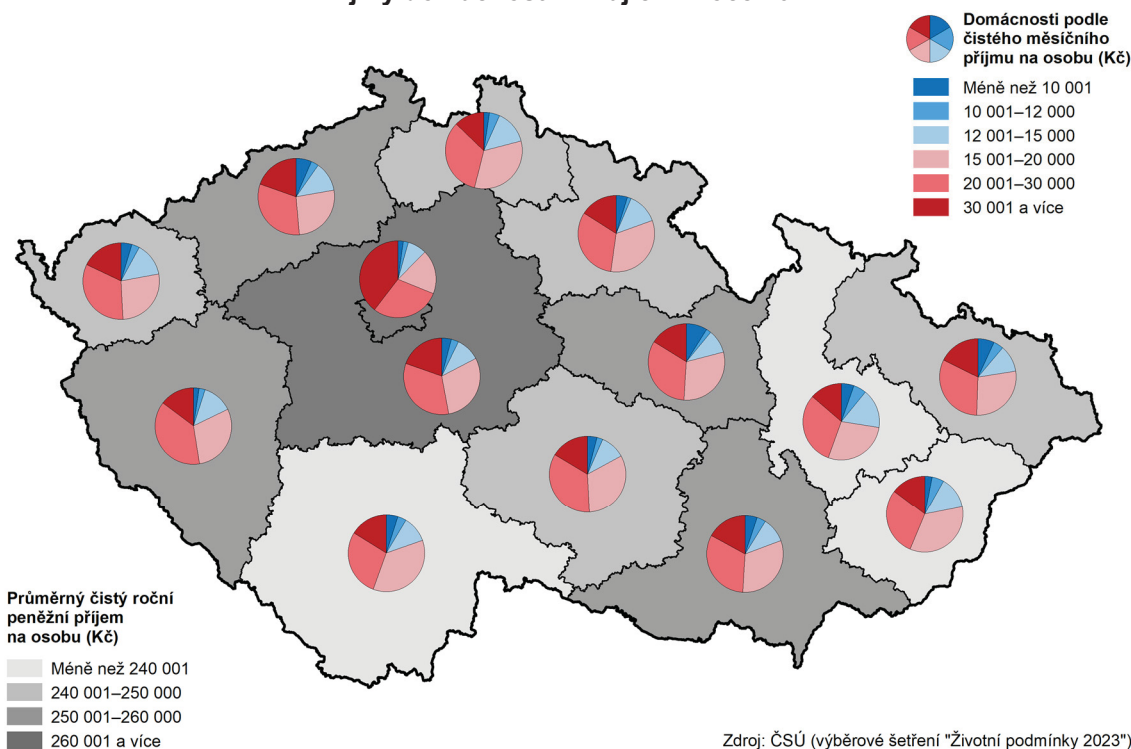 Domácnosti podle
čistého měsíčního
příjmu na osobu (Kč)
Méně než 10 001
10 001–12 000
12 001–15 000
15 001–20 000
20 001–30 000
30 001 a více
Průměrný čistý roční
peněžní příjem
na osobu (Kč)
Méně než 240 001
240 001–250 000
250 001–260 000
260 001 a více
Zdroj: ČSÚ (výběrové šetření "Životní podmínky 2023")